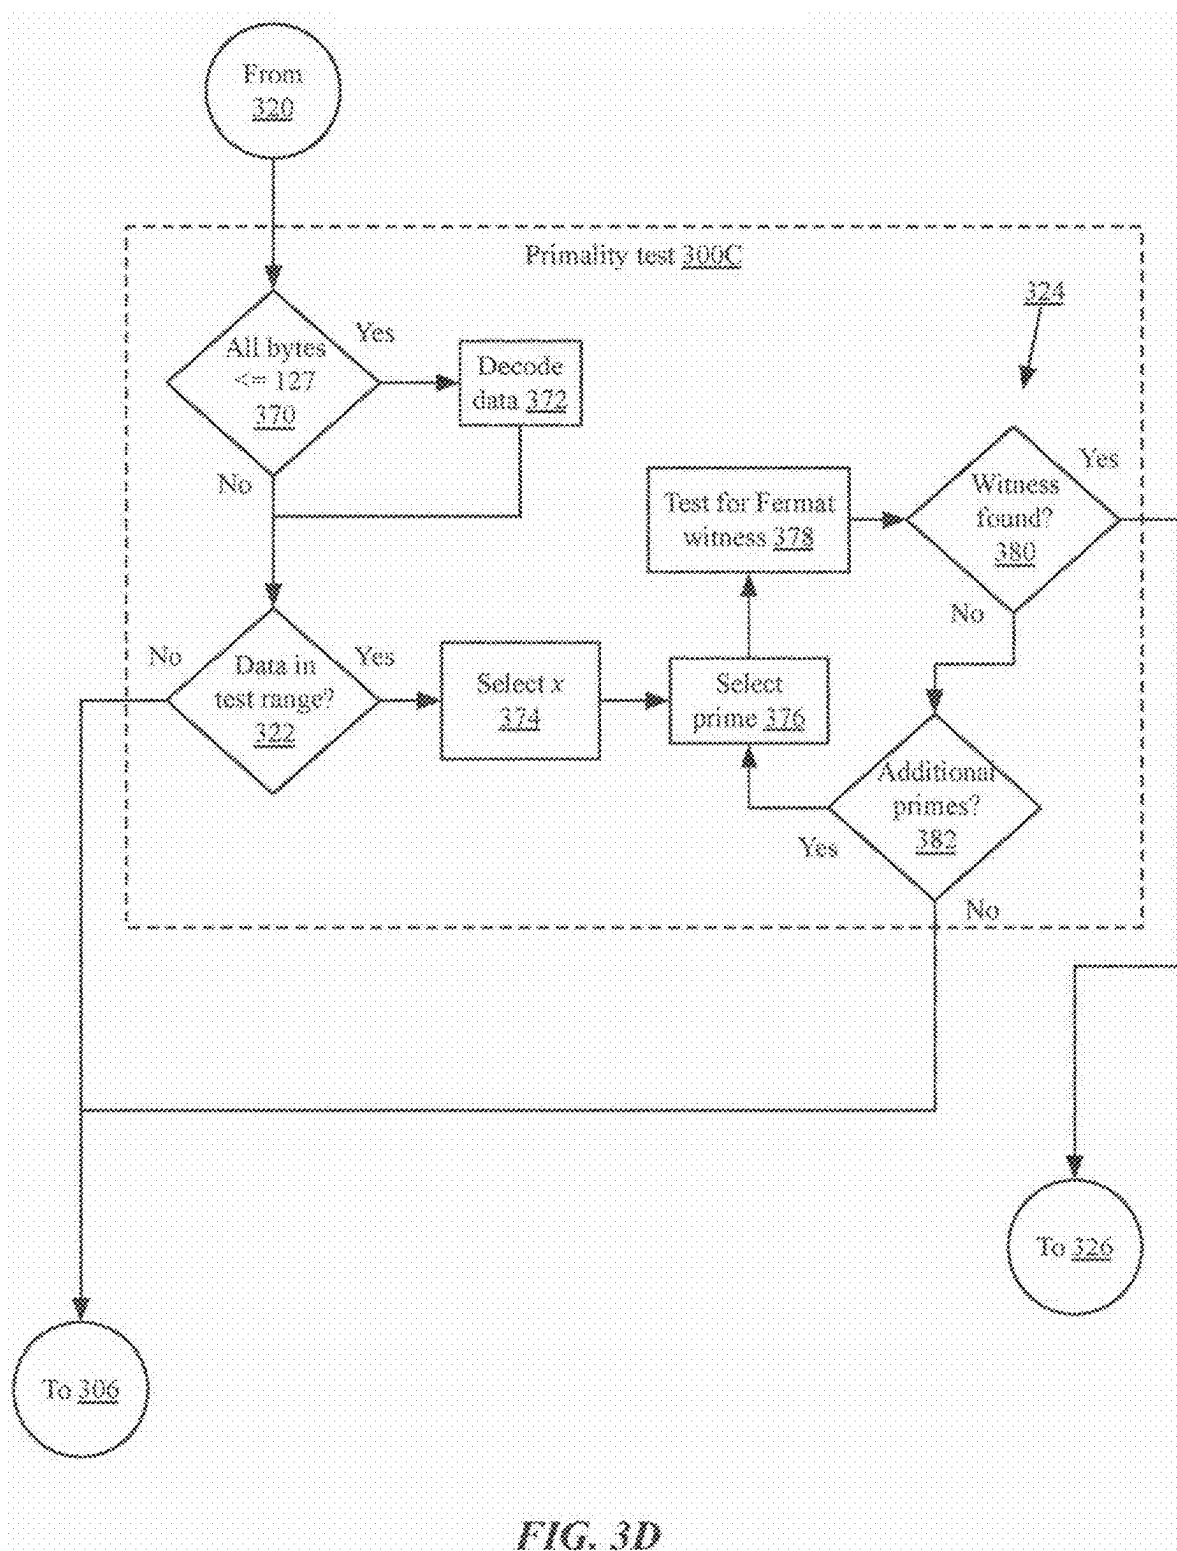 From
320
Primality test 300C
324
All bytes
<= 127
370
Yes
No
Decode
data 372
Test for Fermat
witness 378
Witness
found?
380
Yes
No
No
Data in
test range?
322
Yes
Select x
374
Select
prime 376
Additional
primes?
382
Yes
No
To 326
To 306
FIG. 3D